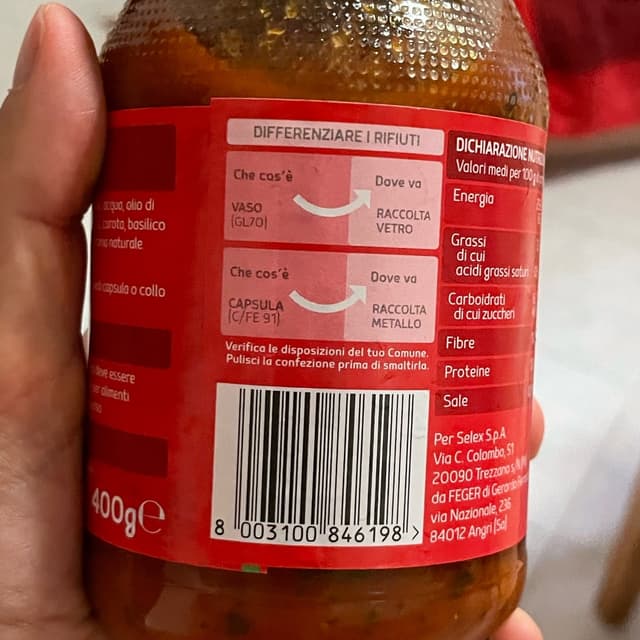 acqua, olio di
carota, basilico
naturale
capsula o collo
deve essere
alimenti
400g℮
DIFFERENZIARE I RIFIUTI
Che cos'è
Dove va
VASO
(GL70)
RACCOLTA
VETRO
Che cos'è
Dove va
CAPSULA
(C/FE 91)
RACCOLTA
METALLO
Verifica le disposizioni del tuo Comune.
Pulisci la confezione prima di smaltirla.
8 003100 846198 >
DICHIARAZIONE
Valori medi per 100
Energia
Grassi
di cui
acidi grassi saturi
Carboidrati
di cui zuccheri
Fibre
Proteine
Sale
Per Selex S.p.A.
Via C. Colombo, 51
20090 Trezzano
da FEGER di Gerardo
via Nazionale, 236
84012 Angri (Sa)